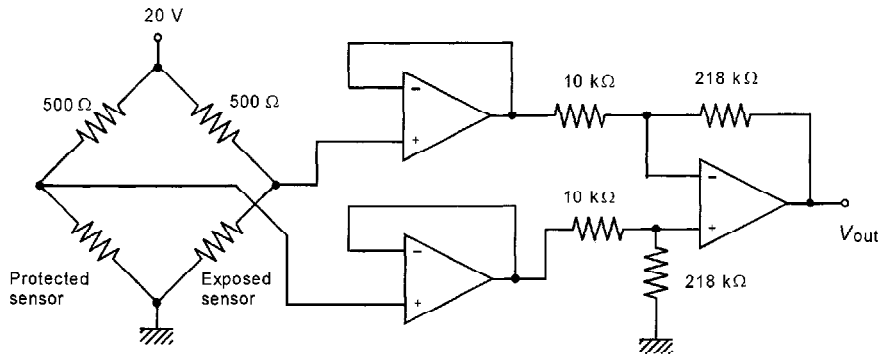 20 V
500 Ω
500 Ω
Protected
sensor
Exposed
sensor
-
+
-
+
10 kΩ
218 kΩ
10 kΩ
218 kΩ
-
+
Vout